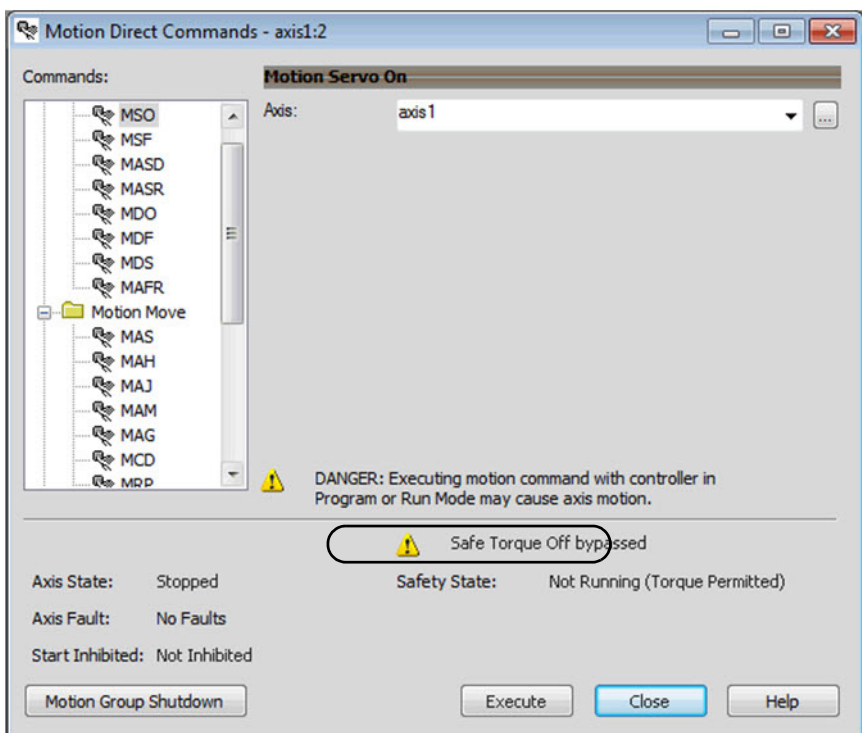 Motion Direct Commands - axis1:2
Commands:
Motion Servo On
MSO
MSF
MASD
MASR
MDO
MDF
MDS
MAFR
Motion Move
MAS
MAH
MAJ
MAM
MAG
MCD
MRP
Axis:
axis1
...
DANGER: Executing motion command with controller in
Program or Run Mode may cause axis motion.
Safe Torque Off bypassed
Axis State: Stopped
Safety State: Not Running (Torque Permitted)
Axis Fault: No Faults
Start Inhibited: Not Inhibited
Motion Group Shutdown
Execute
Close
Help